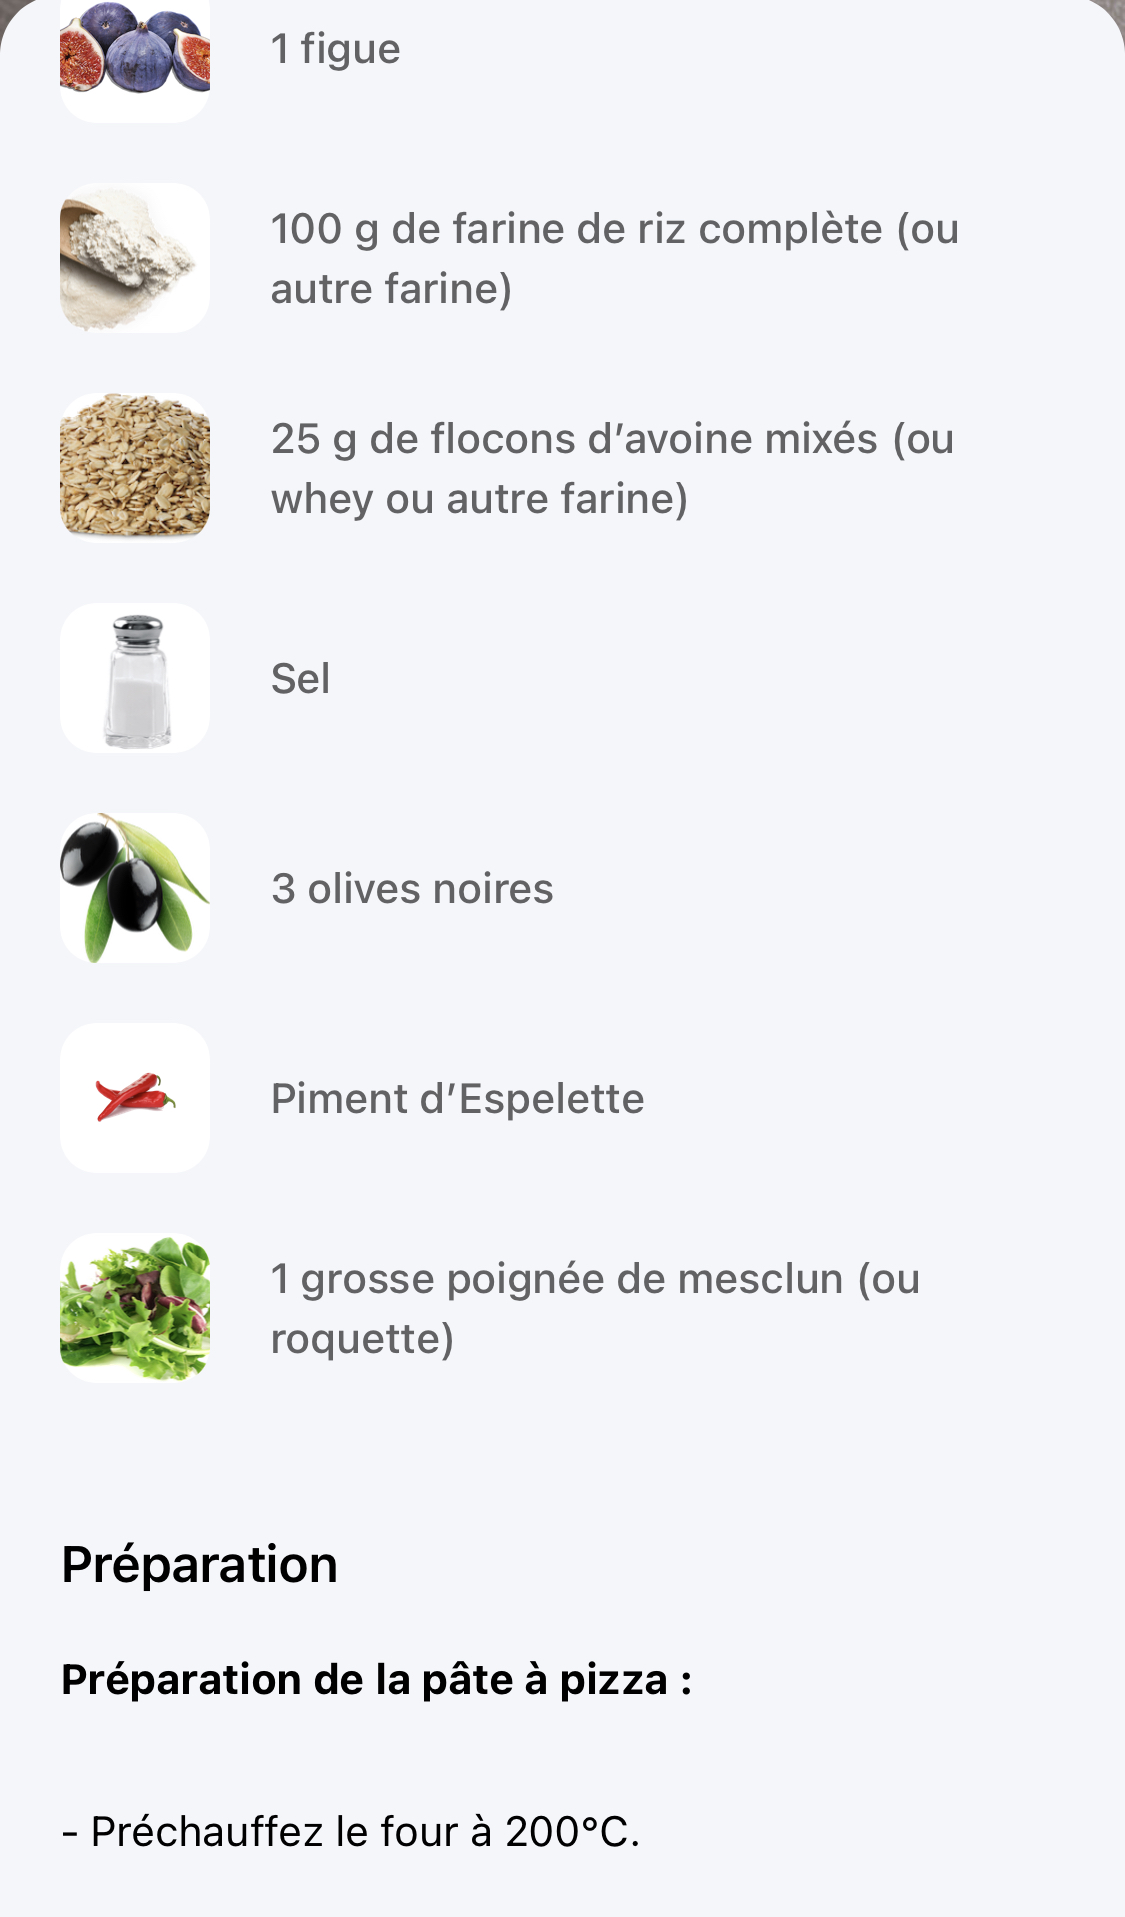 1 figue
100 g de farine de riz complète (ou
autre farine)
25 g de flocons d’avoine mixés (ou
whey ou autre farine)
Sel
3 olives noires
Piment d’Espelette
1 grosse poignée de mesclun (ou
roquette)
Préparation
Préparation de la pâte à pizza :
- Préchauffez le four à 200°C.